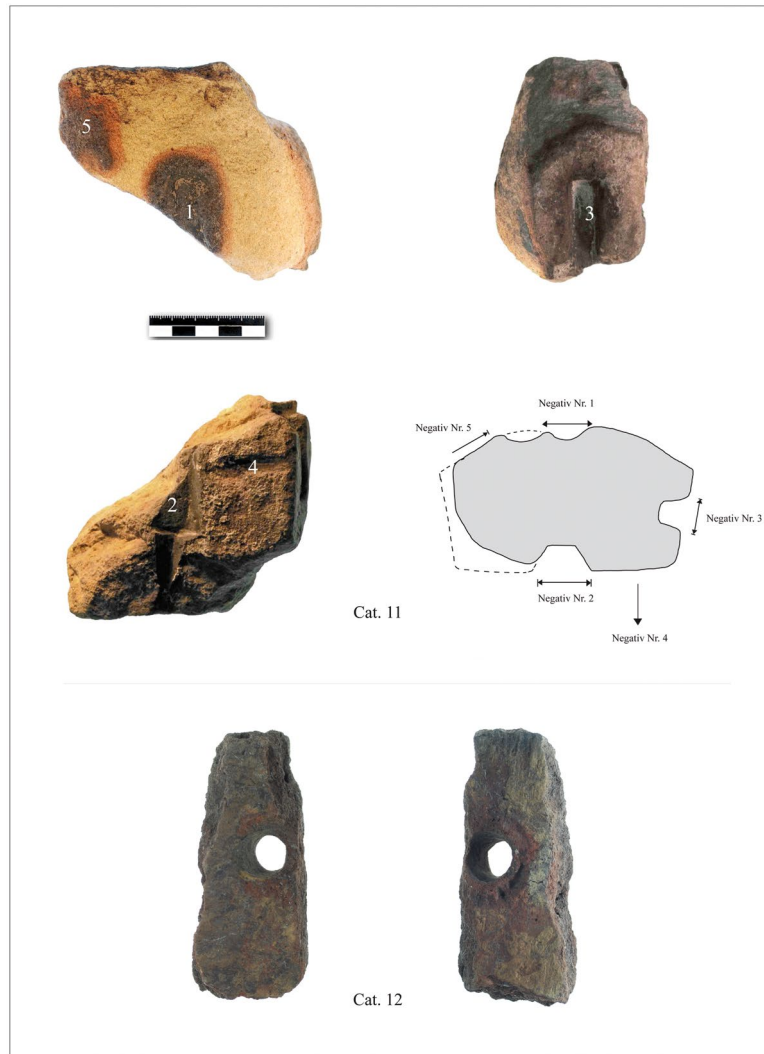 5
1
3
Negativ Nr. 1
Negativ Nr. 5
4
2
Negativ Nr. 3
Negativ Nr. 2
Cat. 11
Negativ Nr. 4
Cat. 12